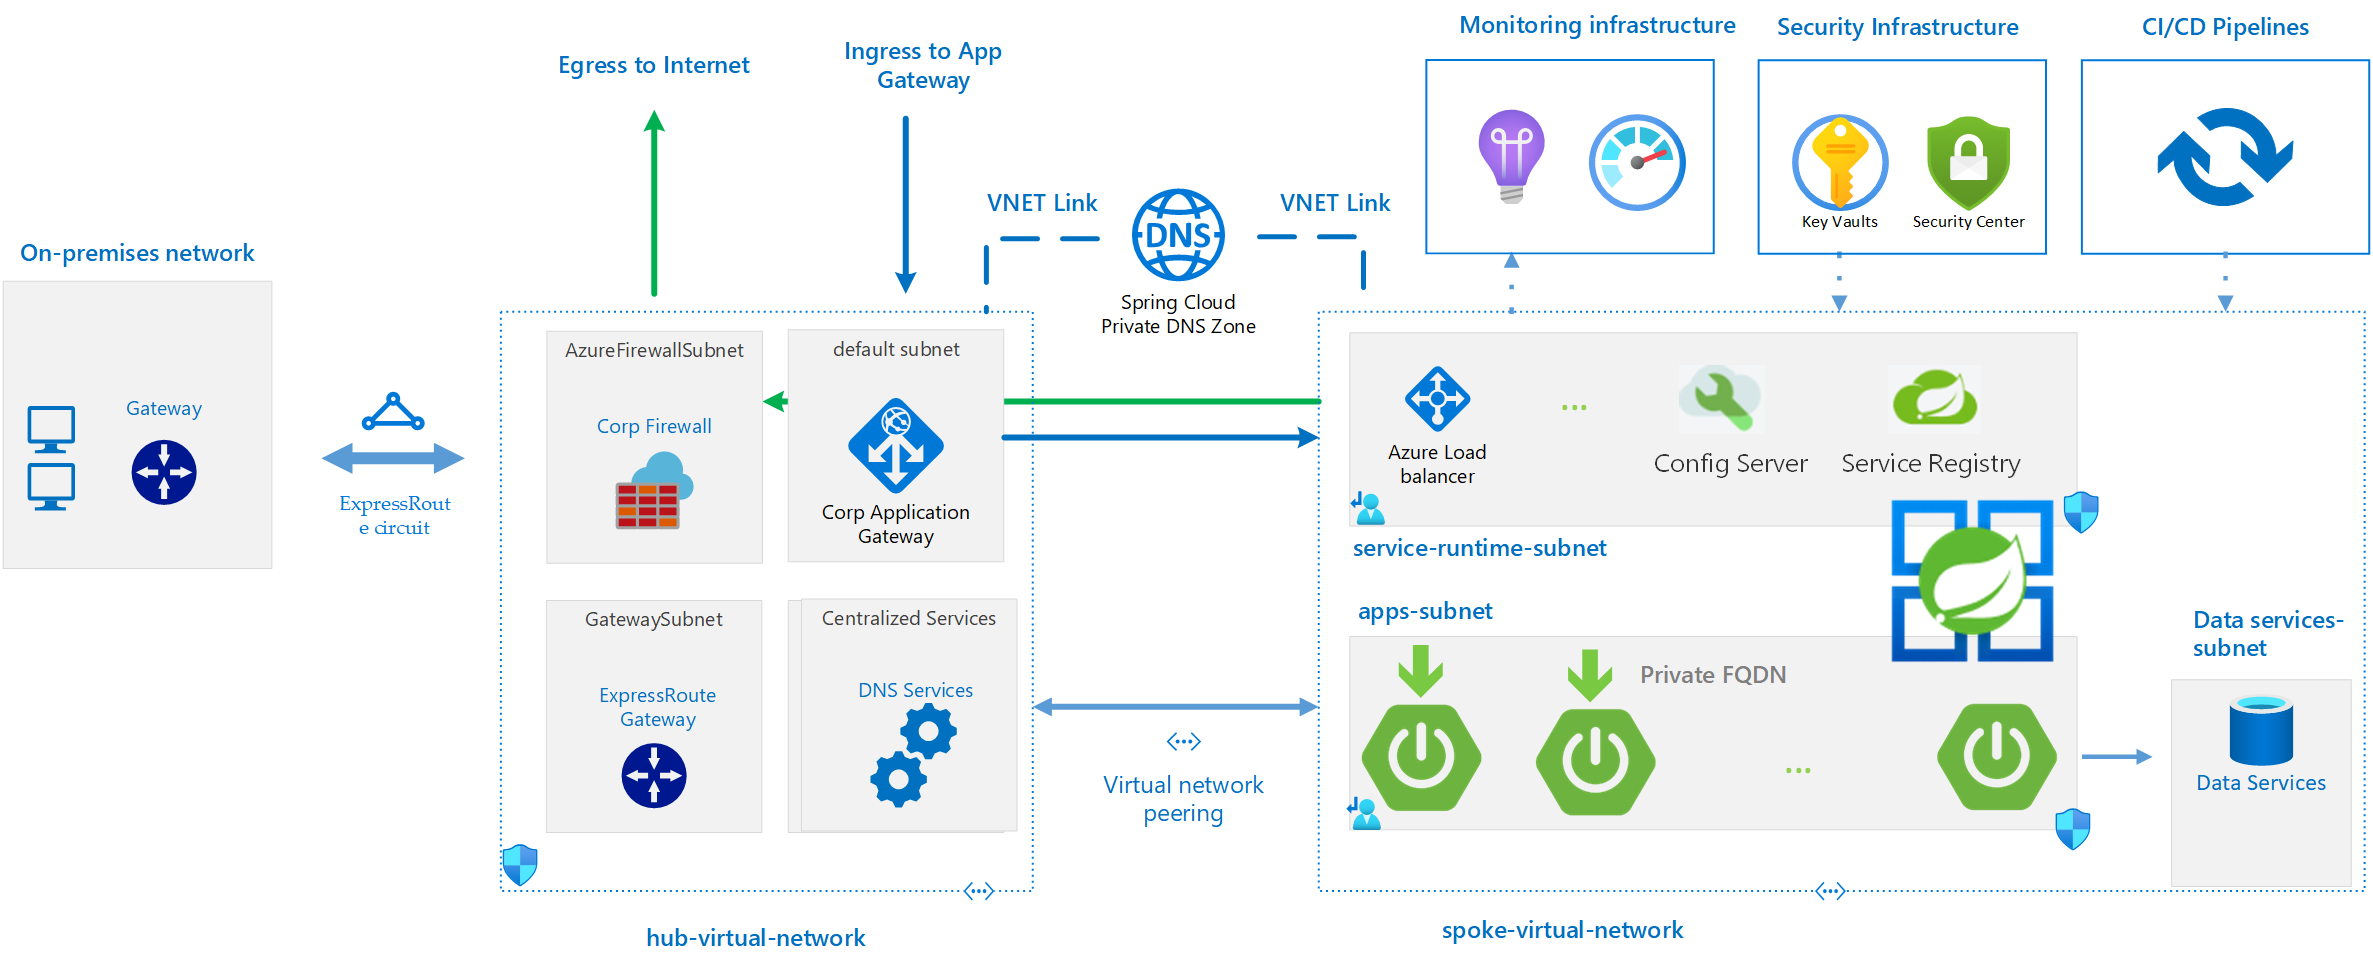 Monitoring infrastructure
Security Infrastructure
CI/CD Pipelines
Egress to Internet
Ingress to App
Gateway
VNET Link
DNS
VNET Link
Spring Cloud
Private DNS Zone
Key Vaults
Security Center
On-premises network
Gateway
ExpressRout
e circuit
AzureFirewallSubnet
Corp Firewall
default subnet
Corp Application
Gateway
GatewaySubnet
ExpressRoute
Gateway
Centralized Services
DNS Services
hub-virtual-network
Virtual network
peering
Azure Load
balancer
...
Config Server
Service Registry
service-runtime-subnet
apps-subnet
Private FQDN
...
Data services-
subnet
Data Services
spoke-virtual-network